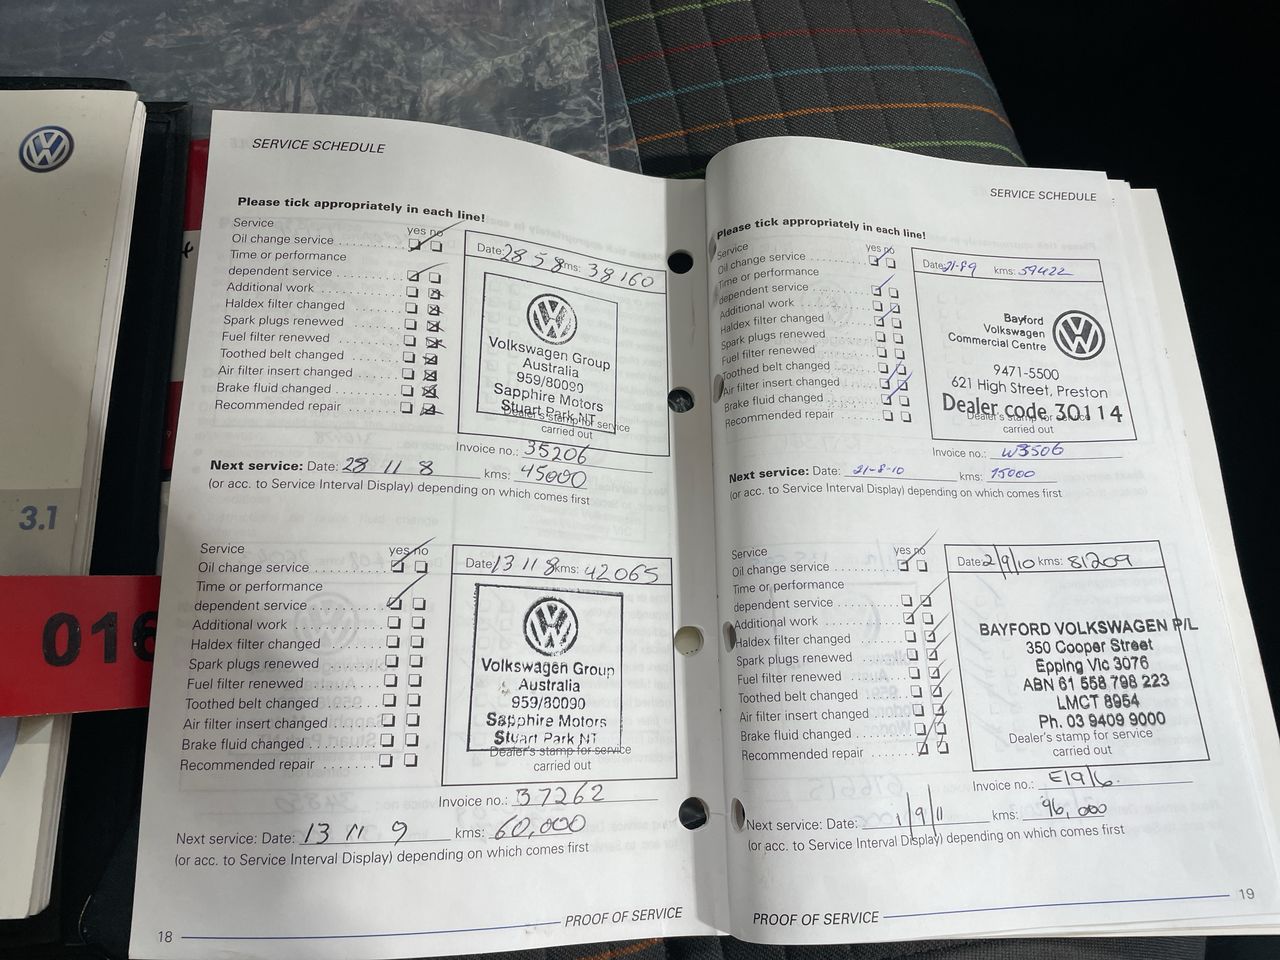 3.1
016
SERVICE SCHEDULE
Please tick appropriately in each line!
Service yes no
Oil change service
Time or performance
dependent service
Additional work
Haldex filter changed
Spark plugs renewed
Fuel filter renewed
Toothed belt changed
Air filter insert changed
Brake fluid changed
Recommended repair
Date: 28 5 8 kms: 38160
Volkswagen Group
Australia
959/80090
Sapphire Motors
Stuart Park NT
Dealer's stamp for service
carried out
Invoice no.: 35206
Next service: Date: 28 11 8 kms: 45000
(or acc. to Service Interval Display) depending on which comes first
Service yes no
Oil change service
Time or performance
dependent service
Additional work
Haldex filter changed
Spark plugs renewed
Fuel filter renewed
Toothed belt changed
Air filter insert changed
Brake fluid changed
Recommended repair
Date: 13 11 8 kms: 42065
Volkswagen Group
Australia
959/80090
Sapphire Motors
Stuart Park NT
Dealer's stamp for service
carried out
Invoice no.: 37262
Next service: Date: 13 11 9 kms: 60,000
(or acc. to Service Interval Display) depending on which comes first
PROOF OF SERVICE
18
SERVICE SCHEDULE
Please tick appropriately in each line!
Service yes no
Oil change service
Time or performance
dependent service
Additional work
Haldex filter changed
Spark plugs renewed
Fuel filter renewed
Toothed belt changed
Air filter insert changed
Brake fluid changed
Recommended repair
Date: 21-89 kms: 59422
Bayford
Volkswagen
Commercial Centre
9471-5500
621 High Street, Preston
Dealer code 30114
Dealer's stamp for service
carried out
Invoice no.: W3506
Next service: Date: 21-8-10 kms: 75000
(or acc. to Service Interval Display) depending on which comes first
Service yes no
Oil change service
Time or performance
dependent service
Additional work
Haldex filter changed
Spark plugs renewed
Fuel filter renewed
Toothed belt changed
Air filter insert changed
Brake fluid changed
Recommended repair
Date: 2/9/10 kms: 81209
BAYFORD VOLKSWAGEN P/L
350 Cooper Street
Epping Vic 3076
ABN 61 558 798 223
LMCT 8954
Ph. 03 9409 9000
Dealer's stamp for service
carried out
Invoice no.: E1916.
Next service: Date: 1/9/11 kms: 96,000
(or acc. to Service Interval Display) depending on which comes first
PROOF OF SERVICE
19